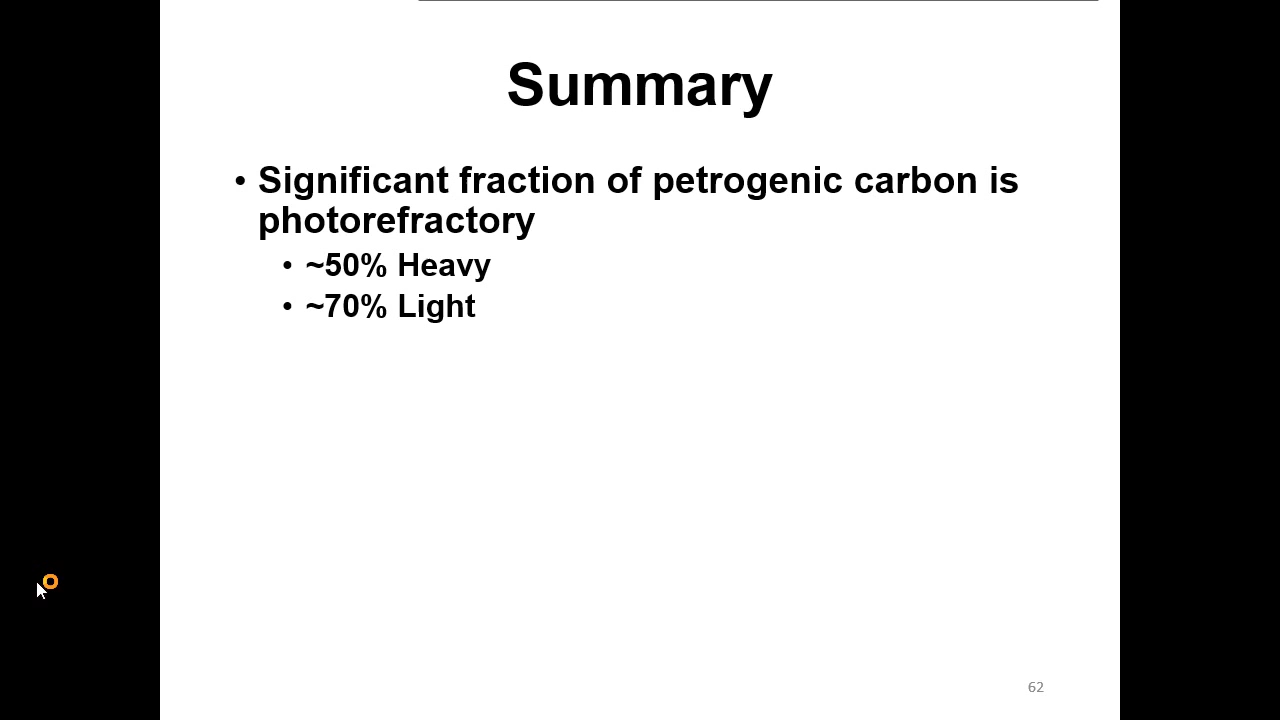 Summary
• Significant fraction of petrogenic carbon is
photorefractory
• ~50% Heavy
• ~70% Light
62